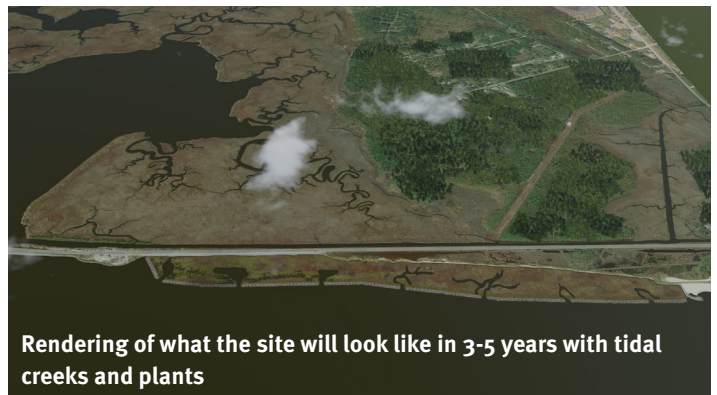 Rendering of what the site will look like in 3-5 years with tidal
creeks and plants